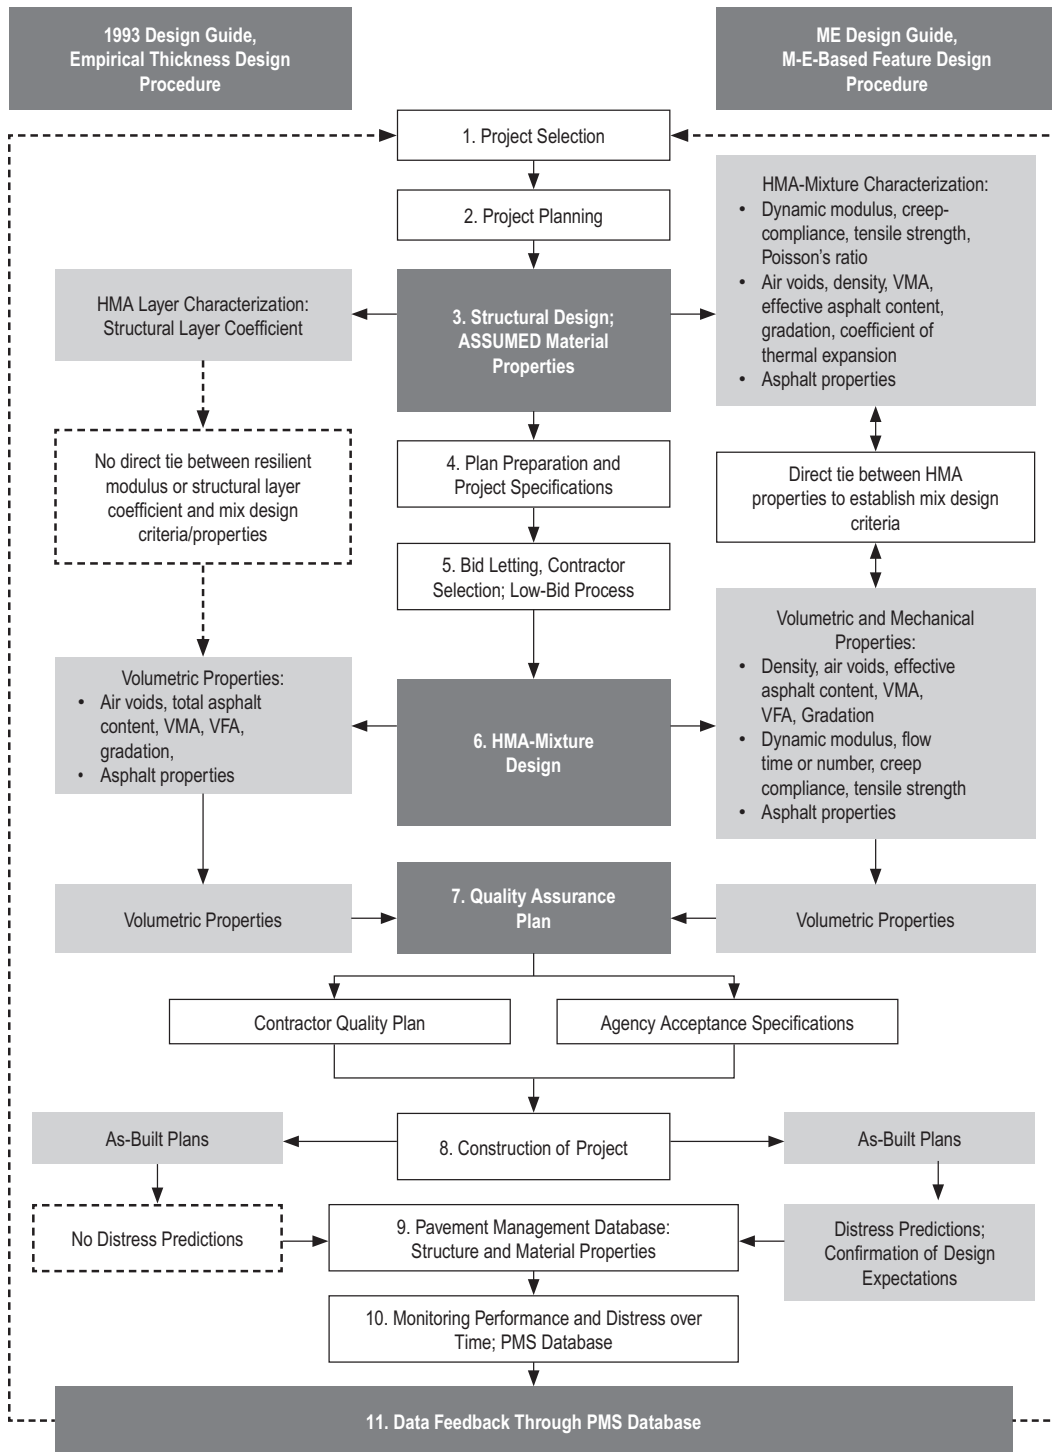 1993 Design Guide,
Empirical Thickness Design
Procedure
ME Design Guide,
M-E-Based Feature Design
Procedure
1. Project Selection
2. Project Planning
HMA-Mixture Characterization:
• Dynamic modulus, creep-
compliance, tensile strength,
Poisson's ratio
• Air voids, density, VMA,
effective asphalt content,
gradation, coefficient of
thermal expansion
• Asphalt properties
HMA Layer Characterization:
Structural Layer Coefficient
3. Structural Design;
ASSUMED Material
Properties
No direct tie between resilient
modulus or structural layer
coefficient and mix design
criteria/properties
4. Plan Preparation and
Project Specifications
Direct tie between HMA
properties to establish mix design
criteria
5. Bid Letting, Contractor
Selection; Low-Bid Process
Volumetric Properties:
• Air voids, total asphalt
content, VMA, VFA,
gradation,
• Asphalt properties
6. HMA-Mixture
Design
Volumetric and Mechanical
Properties:
• Density, air voids, effective
asphalt content, VMA,
VFA, Gradation
• Dynamic modulus, flow
time or number, creep
compliance, tensile strength
• Asphalt properties
Volumetric Properties
7. Quality Assurance
Plan
Volumetric Properties
Contractor Quality Plan
Agency Acceptance Specifications
As-Built Plans
8. Construction of Project
As-Built Plans
No Distress Predictions
9. Pavement Management Database:
Structure and Material Properties
Distress Predictions;
Confirmation of Design
Expectations
10. Monitoring Performance and Distress over
Time; PMS Database
11. Data Feedback Through PMS Database